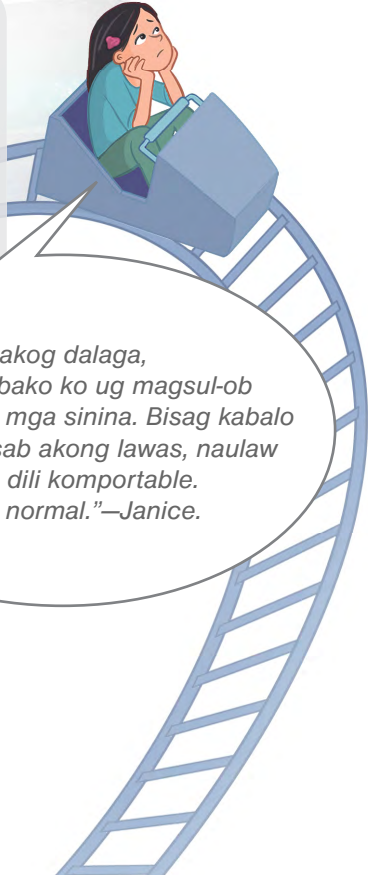 akog dalaga,
bako ko ug magsul-ob
mga sinina. Bisag kabalo
sab akong lawas, naulaw
dili komportable.
normal.”—Janice.